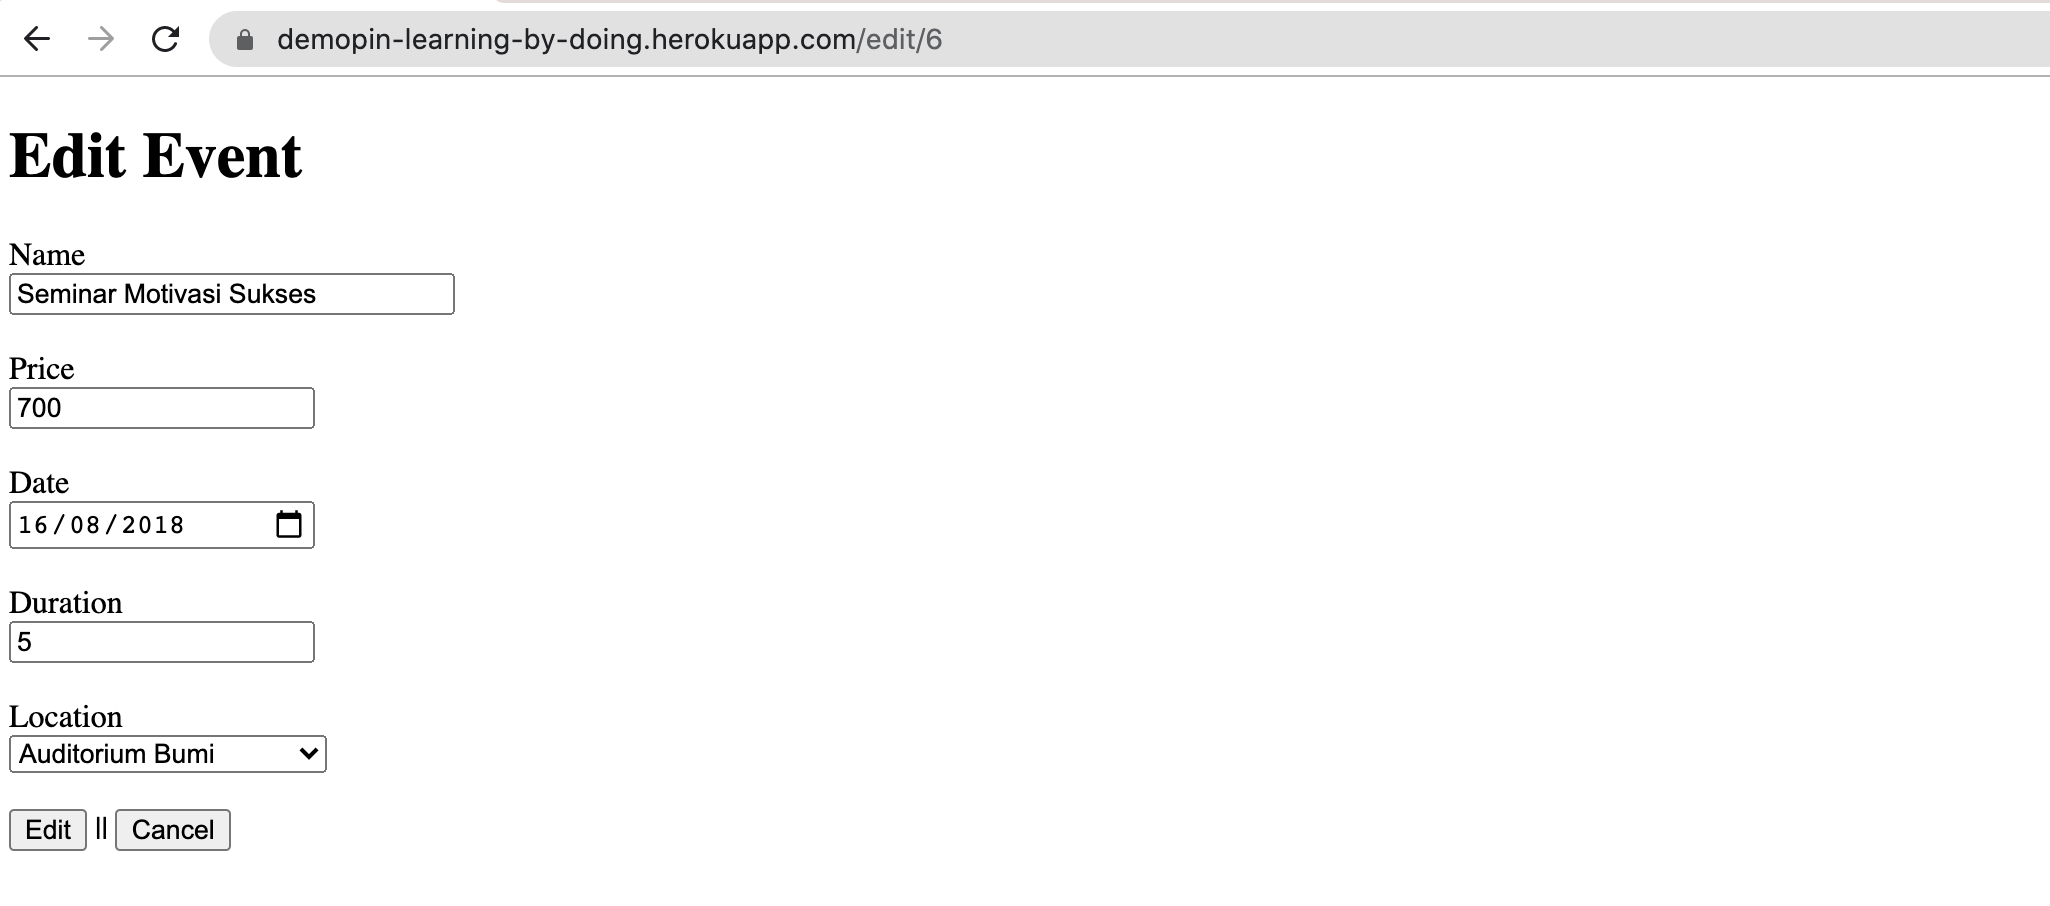 demopin-learning-by-doing.herokuapp.com/edit/6
Edit Event
Name
Seminar Motivasi Sukses
Price
700
Date
16/08/2018
Duration
5
Location
Auditorium Bumi
Edit || Cancel